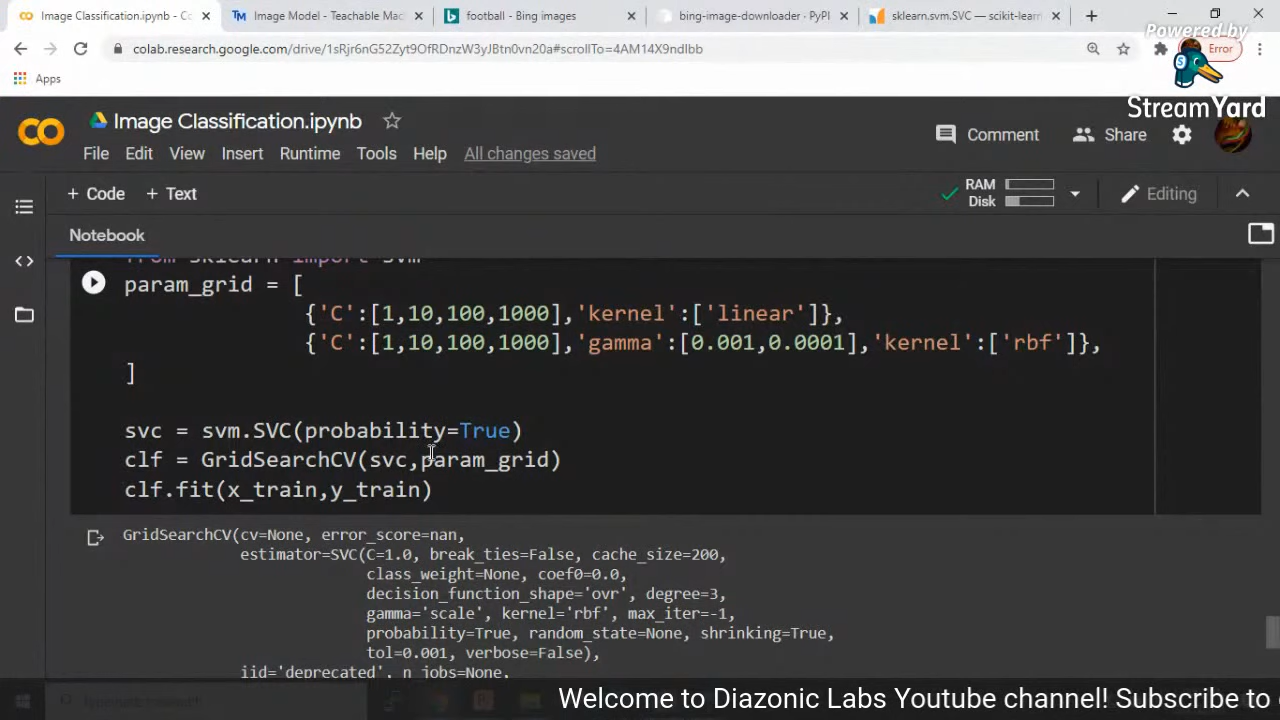 Image Classification.ipynb - Co
Image Model - Teachable Mac
football - Bing images
bing-image-downloader · PyPI
sklearn.svm.SVC — scikit-learn
colab.research.google.com/drive/1sRjr6nG52Zyt9OfRDnzW3yJBtn0vn20a#scrollTo=4AM14X9ndIbb
Error
Apps
Powered by
StreamYard
Image Classification.ipynb
Comment
Share
File Edit View Insert Runtime Tools Help All changes saved
+ Code + Text
RAM
Disk
Editing
Notebook
from sklearn import svm
param_grid = [
{'C':[1,10,100,1000],'kernel':['linear']},
{'C':[1,10,100,1000],'gamma':[0.001,0.0001],'kernel':['rbf']},
]
svc = svm.SVC(probability=True)
clf = GridSearchCV(svc,param_grid)
clf.fit(x_train,y_train)
GridSearchCV(cv=None, error_score=nan,
estimator=SVC(C=1.0, break_ties=False, cache_size=200,
class_weight=None, coef0=0.0,
decision_function_shape='ovr', degree=3,
gamma='scale', kernel='rbf', max_iter=-1,
probability=True, random_state=None, shrinking=True,
tol=0.001, verbose=False),
iid='deprecated', n_jobs=None,
Welcome to Diazonic Labs Youtube channel! Subscribe to